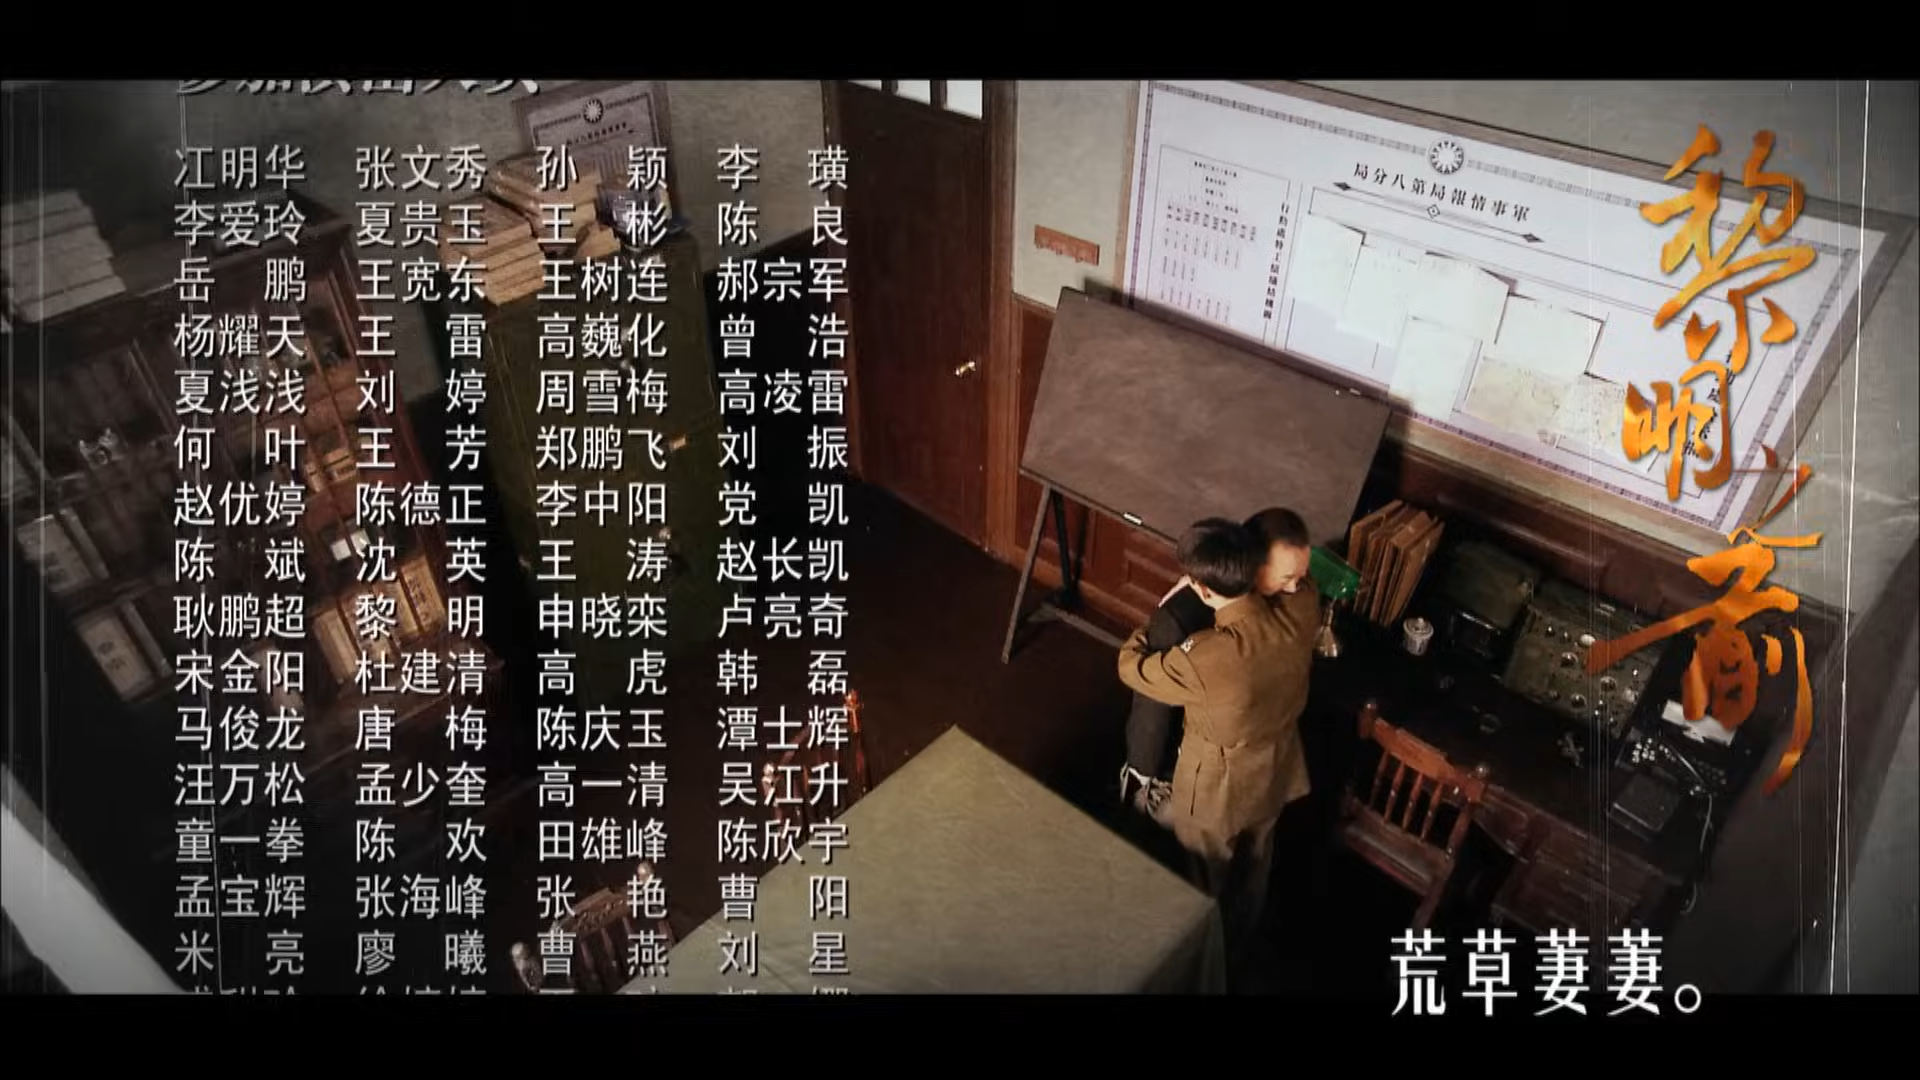 冮明华 张文秀 孙颖 李璜
李爱玲 夏贵玉 王彬 陈良
岳鹏 王宽东 王树连 郝宗军
杨耀天 王雷 高巍化 曾浩
夏浅浅 刘婷 周雪梅 高凌雷
何叶 王芳 郑鹏飞 刘振
赵优婷 陈德正 李中阳 党凯
陈斌 沈英 王涛 赵长凯
耿鹏超 黎明 申晓栾 卢亮奇
宋金阳 杜建清 高虎 韩磊
马俊龙 唐梅 陈庆玉 潭士辉
汪万松 孟少奎 高一清 吴江升
童一拳 陈欢 田雄峰 陈欣宇
孟宝辉 张海峰 张艳 曹阳
米亮 廖曦 曹燕 刘星
局分八第局報情事軍
黎明之前
荒草萋萋。